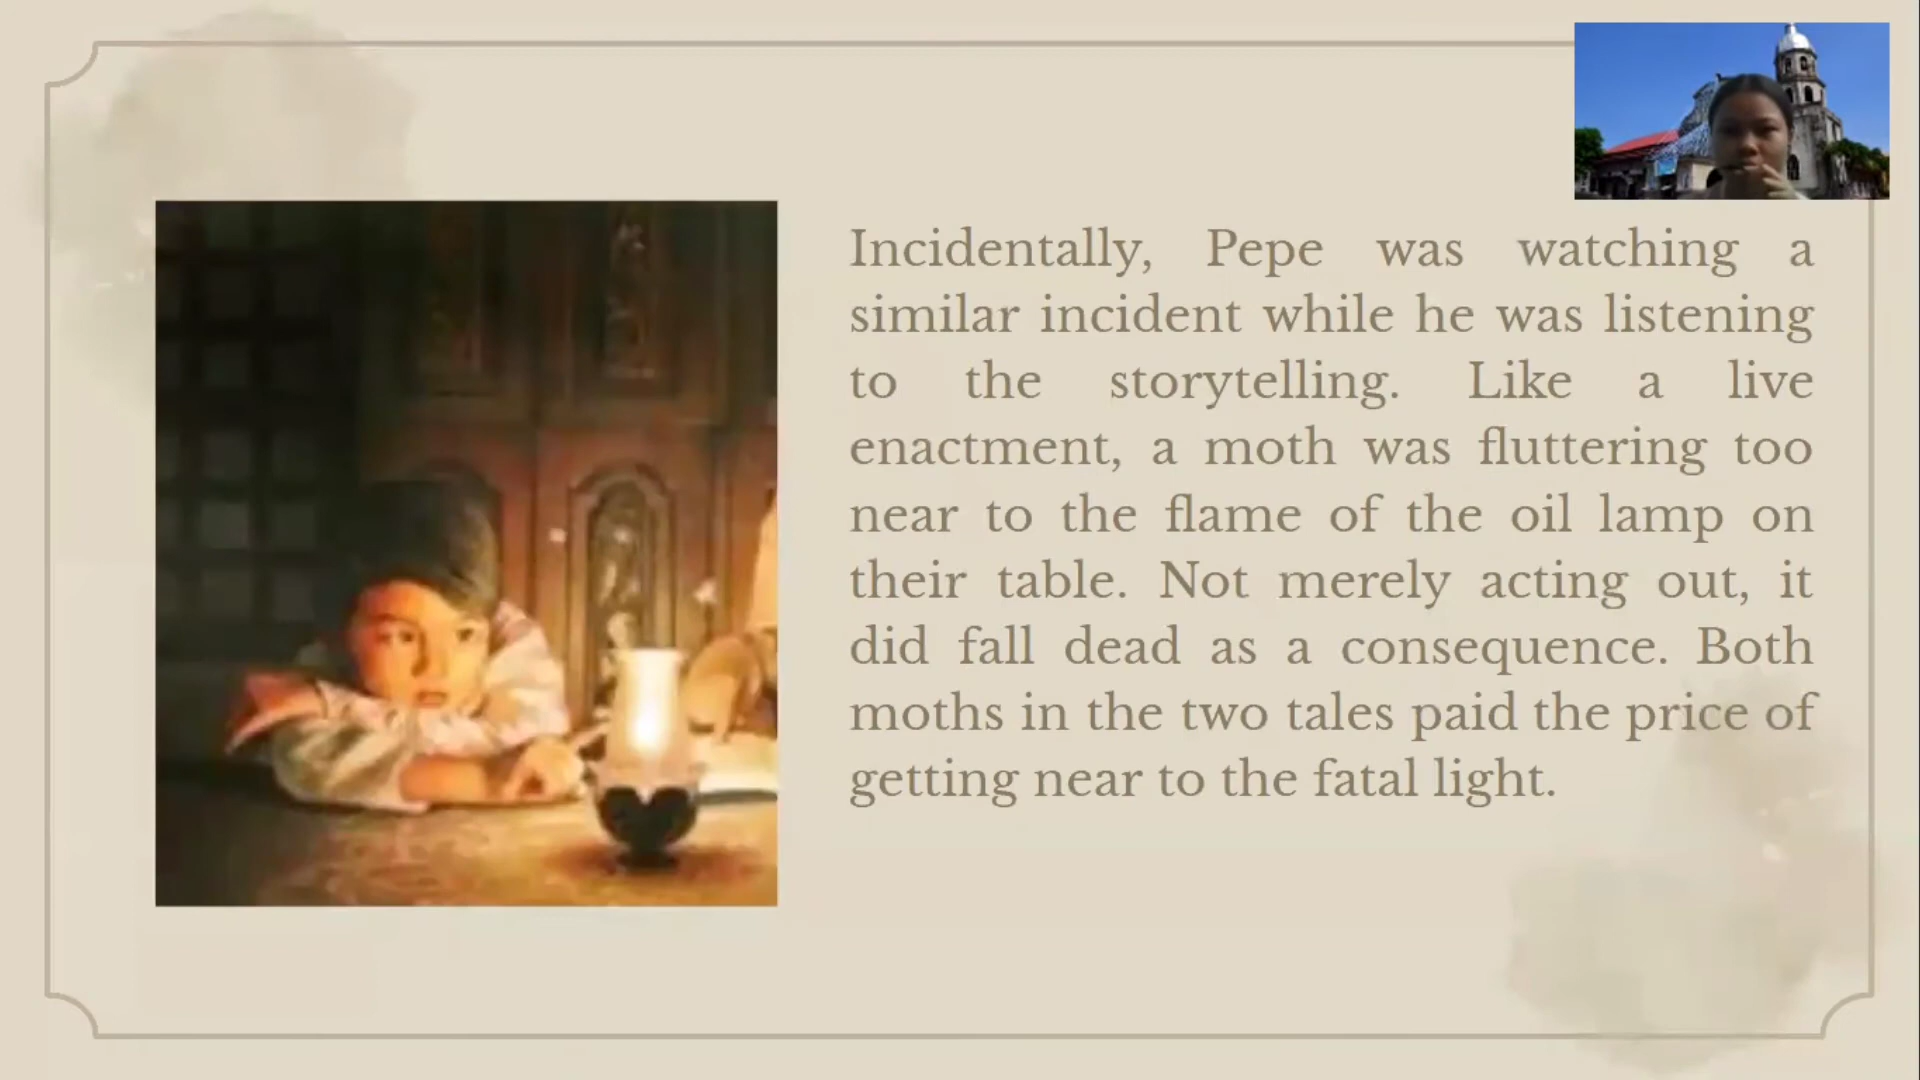 Incidentally, Pepe was watching a
similar incident while he was listening
to the storytelling. Like a live
enactment, a moth was fluttering too
near to the flame of the oil lamp on
their table. Not merely acting out, it
did fall dead as a consequence. Both
moths in the two tales paid the price of
getting near to the fatal light.